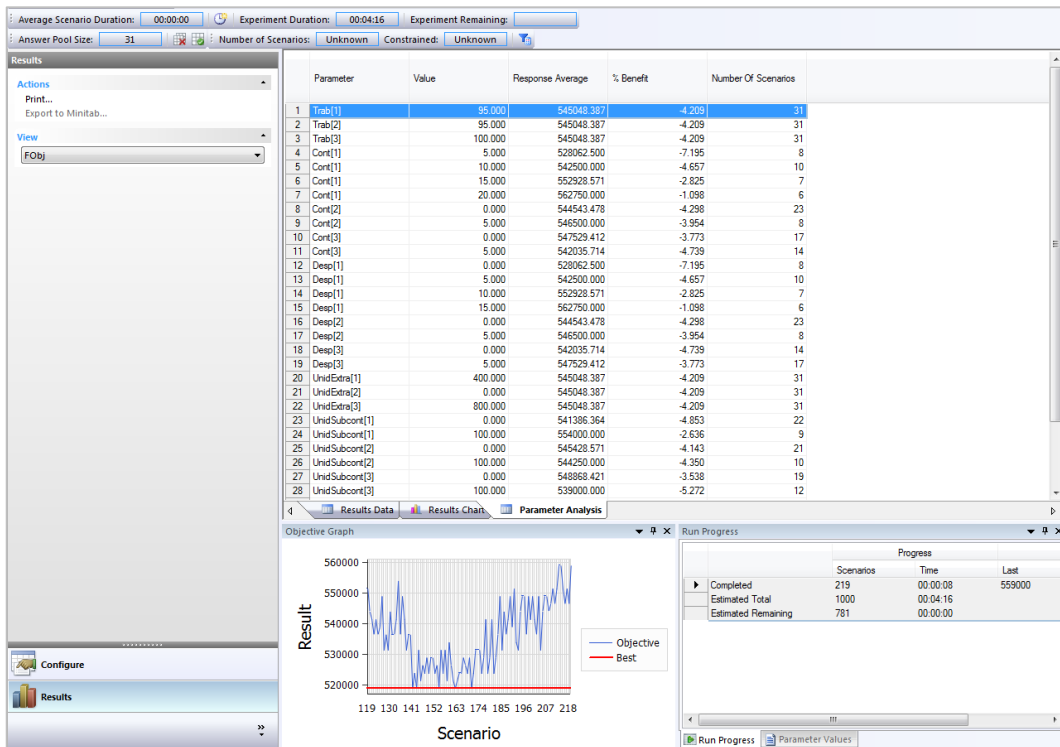 Average Scenario Duration: 00:00:00 Experiment Duration: 00:04:16 Experiment Remaining:
Answer Pool Size: 31 Number of Scenarios: Unknown Constrained: Unknown
Results
Actions
Print...
Export to Minitab...
View
FObj
Parameter Value Response Average % Benefit Number Of Scenarios
1 Trab[1] 95.000 545048.387 -4.209 31
2 Trab[2] 95.000 545048.387 -4.209 31
3 Trab[3] 100.000 545048.387 -4.209 31
4 Cont[1] 5.000 528062.500 -7.195 8
5 Cont[1] 10.000 542500.000 -4.657 10
6 Cont[1] 15.000 552928.571 -2.825 7
7 Cont[1] 20.000 562750.000 -1.098 6
8 Cont[2] 0.000 544543.478 -4.298 23
9 Cont[2] 5.000 546500.000 -3.954 8
10 Cont[3] 0.000 547529.412 -3.773 17
11 Cont[3] 5.000 542035.714 -4.739 14
12 Desp[1] 0.000 528062.500 -7.195 8
13 Desp[1] 5.000 542500.000 -4.657 10
14 Desp[1] 10.000 552928.571 -2.825 7
15 Desp[1] 15.000 562750.000 -1.098 6
16 Desp[2] 0.000 544543.478 -4.298 23
17 Desp[2] 5.000 546500.000 -3.954 8
18 Desp[3] 0.000 542035.714 -4.739 14
19 Desp[3] 5.000 547529.412 -3.773 17
20 UnidExtra[1] 400.000 545048.387 -4.209 31
21 UnidExtra[2] 0.000 545048.387 -4.209 31
22 UnidExtra[3] 800.000 545048.387 -4.209 31
23 UnidSubcont[1] 0.000 541386.364 -4.853 22
24 UnidSubcont[1] 100.000 554000.000 -2.636 9
25 UnidSubcont[2] 0.000 545428.571 -4.143 21
26 UnidSubcont[2] 100.000 544250.000 -4.350 10
27 UnidSubcont[3] 0.000 548868.421 -3.538 19
28 UnidSubcont[3] 100.000 539000.000 -5.272 12
Results Data Results Chart Parameter Analysis
Configure
Results
Objective Graph
560000
550000
540000
530000
520000
Result
119 130 141 152 163 174 185 196 207 218
Scenario
Objective
Best
Run Progress
Progress
Scenarios Time Last
Completed 219 00:00:08 559000
Estimated Total 1000 00:04:16
Estimated Remaining 781 00:00:00
Run Progress Parameter Values